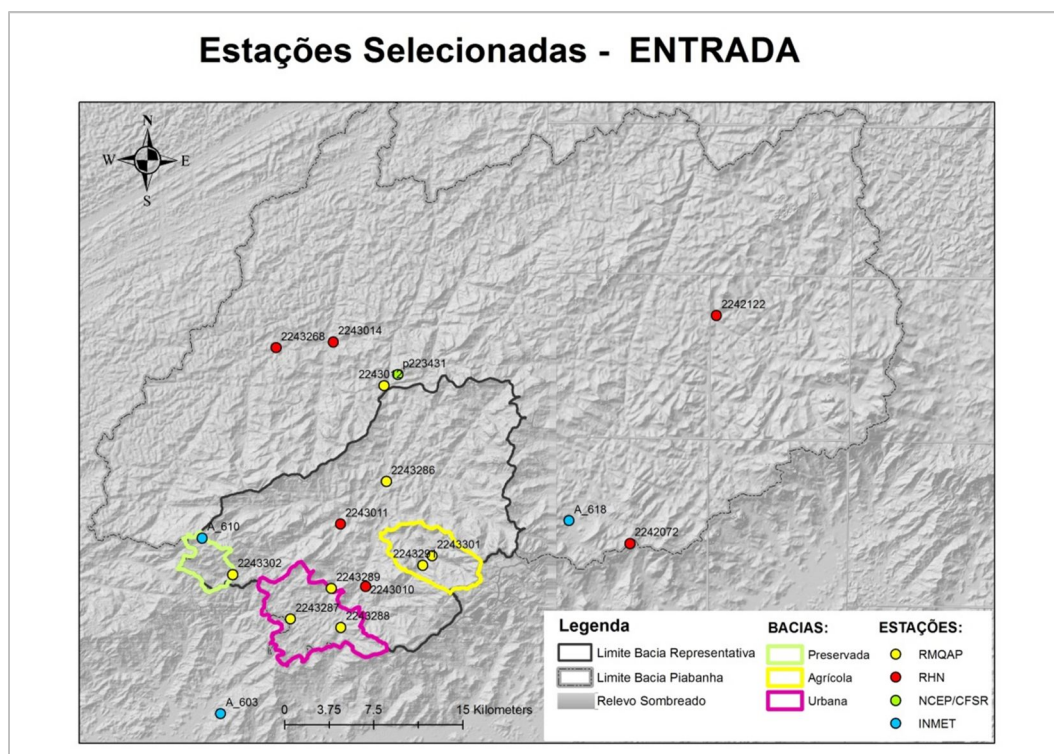 Estações Selecionadas - ENTRADA
N
W E
S
2242122
2243268
2243014
p223431
2243012
2243286
2243011
A_610
A_618
2242072
2243301
2243291
2243302
2243289
2243010
2243287
2243288
A_603
0 3.75 7.5 15 Kilometers
Legenda
Limite Bacia Representativa
Limite Bacia Piabanha
Relevo Sombreado
BACIAS:
Preservada
Agrícola
Urbana
ESTAÇÕES:
RMQAP
RHN
NCEP/CFSR
INMET